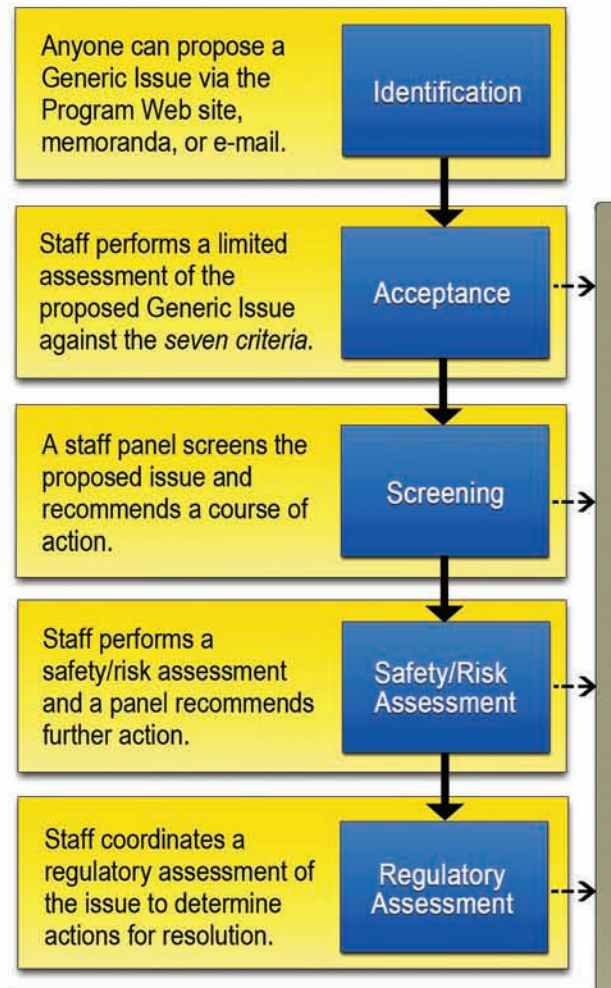 Anyone can propose a
Generic Issue via the
Program Web site,
memoranda, or e-mail.
Identification
Staff performs a limited
assessment of the
proposed Generic Issue
against the seven criteria.
Acceptance
A staff panel screens the
proposed issue and
recommends a course of
action.
Screening
Staff performs a
safety/risk assessment
and a panel recommends
further action.
Safety/Risk
Assessment
Staff coordinates a
regulatory assessment of
the issue to determine
actions for resolution.
Regulatory
Assessment